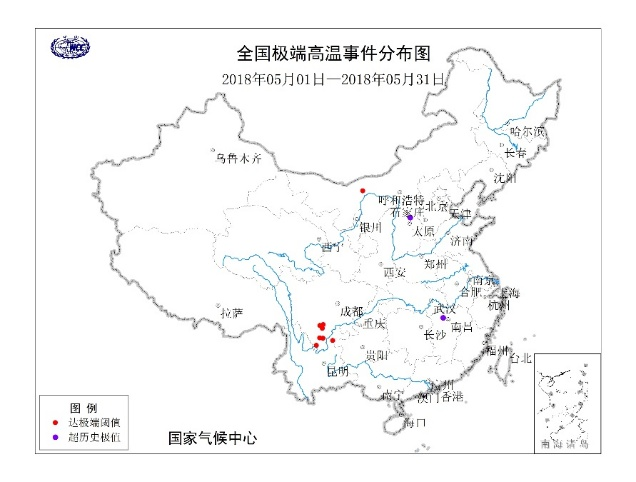 NCC
全国极端高温事件分布图
2018年05月01日—2018年05月31日
哈尔滨
长春
乌鲁木齐
沈阳
呼和浩特
北京
石家庄
天津
银川
太原
济南
西宁
郑州
西安
南京
合肥
上海
杭州
拉萨
成都
武汉
重庆
南昌
长沙
贵阳
福州
台北
昆明
广州
南宁
澳门
香港
海口
图 例
达极端阈值
超历史极值
国家气候中心
南海诸岛